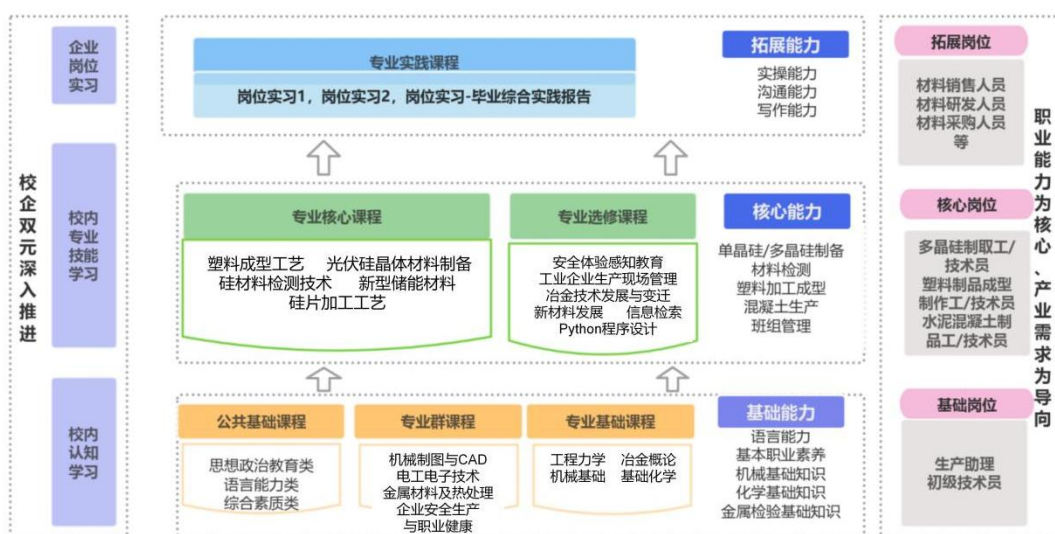 校企双元深入推进
企业
岗位
实习
校内
专业
技能
学习
校内
认知
学习
专业实践课程
岗位实习1，岗位实习2，岗位实习-毕业综合实践报告
拓展能力
实操能力
沟通能力
写作能力
专业核心课程
塑料成型工艺 光伏硅晶体材料制备
硅材料检测技术 新型储能材料
硅片加工工艺
专业选修课程
安全体验感知教育
工业企业生产现场管理
冶金技术发展与变迁
新材料发展 信息检索
Python程序设计
核心能力
单晶硅/多晶硅制备
材料检测
塑料加工成型
混凝土生产
班组管理
公共基础课程
思想政治教育类
语言能力类
综合素质类
专业群课程
机械制图与CAD
电工电子技术
金属材料及热处理
企业安全生产
与职业健康
专业基础课程
工程力学 冶金概论
机械基础 基础化学
基础能力
语言能力
基本职业素养
机械基础知识
化学基础知识
金属检验基础知识
拓展岗位
材料销售人员
材料研发人员
材料采购人员
等
核心岗位
多晶硅制取工/
技术员
塑料制品成型
制作工/技术员
水泥混凝土制
品工/技术员
基础岗位
生产助理
初级技术员
职业能力为核心、产业需求为导向